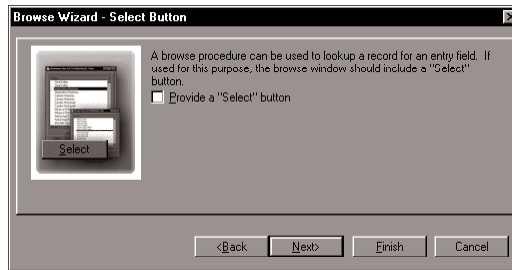 Browse Wizard - Select Button
A browse procedure can be used to lookup a record for an entry field. If
used for this purpose, the browse window should include a "Select"
button.
Provide a "Select" button
Select
<Back
Next>
Finish
Cancel